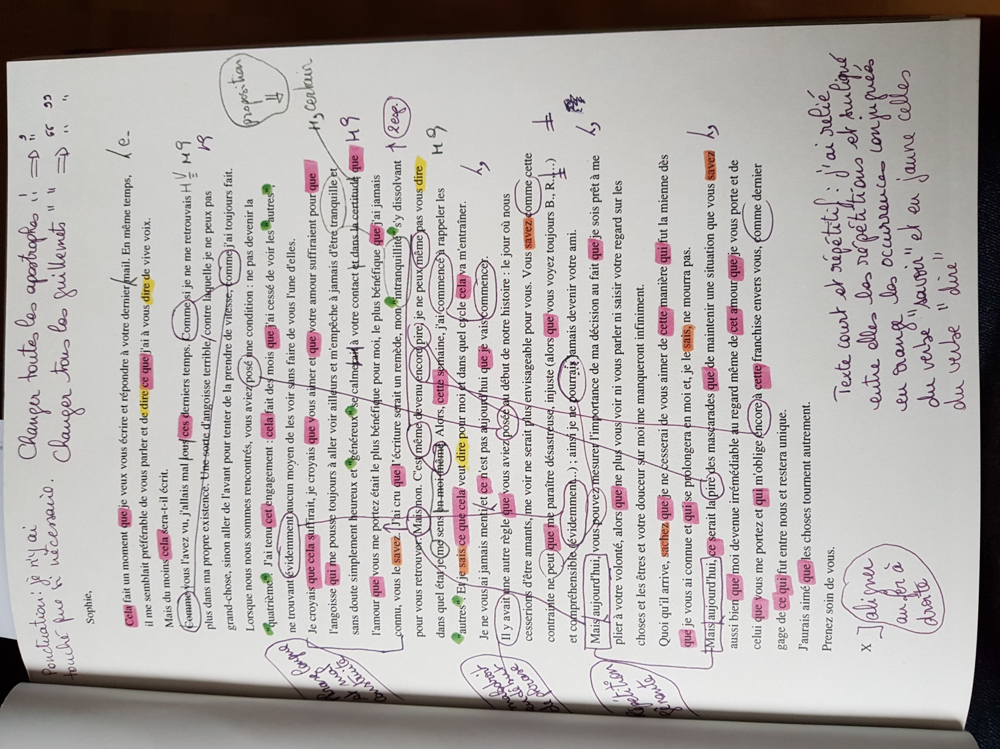 Ponctuation : je n'y ai
touché que si nécessaire.
Changer toutes les apostrophes " ' " ⇒ " ’ "
Changer tous les guillemets " " ⇒ “ ”
Sophie,
Cela fait un moment que je veux vous écrire et répondre à votre dernier mail. En même temps,
le-
il me semblait préférable de vous parler et de dire ce que j'ai à vous dire de vive voix.
Mais du moins cela sera-t-il écrit.
Comme vous l'avez vu, j'allais mal tous ces derniers temps. Comme si je ne me retrouvais
plus dans ma propre existence. Une sorte d'angoisse terrible, contre laquelle je ne peux pas
grand-chose, sinon aller de l'avant pour tenter de la prendre de vitesse, comme j'ai toujours fait.
Lorsque nous nous sommes rencontrés, vous aviez posé une condition : ne pas devenir la
"quatrième". J'ai tenu cet engagement : cela fait des mois que j'ai cessé de voir les "autres",
ne trouvant évidemment aucun moyen de les voir sans faire de vous l'une d'elles.
Je croyais que cela suffirait, je croyais que vous aimer et que votre amour suffiraient pour que
l'angoisse qui me pousse toujours à aller voir ailleurs et m'empêche à jamais d'être tranquille et
sans doute simplement heureux et "généreux" se calmerait à votre contact et dans la certitude que
l'amour que vous me portez était le plus bénéfique pour moi, le plus bénéfique que j'ai jamais
connu, vous le savez. J'ai cru que l'écriture serait un remède, mon "intranquillité" s'y dissolvant
pour vous retrouver. Mais non. C'est même devenu encore pire, je ne peux même pas vous dire
dans quel état je me sens en moi-même. Alors, cette semaine, j'ai commencé à rappeler les
"autres". Et je sais ce que cela veut dire pour moi et dans quel cycle cela va m'entraîner.
Je ne vous ai jamais menti et ce n'est pas aujourd'hui que je vais commencer.
Il y avait une autre règle que vous aviez posée au début de notre histoire : le jour où nous
cesserions d'être amants, me voir ne serait plus envisageable pour vous. Vous savez comme cette
contrainte ne peut que me paraître désastreuse, injuste (alors que vous voyez toujours B., R.,…)
et compréhensible (évidemment…) ; ainsi je ne pourrais jamais devenir votre ami.
Mais aujourd'hui, vous pouvez mesurer l'importance de ma décision au fait que je sois prêt à me
plier à votre volonté, alors que ne plus vous voir ni vous parler ni saisir votre regard sur les
choses et les êtres et votre douceur sur moi me manqueront infiniment.
Quoi qu'il arrive, sachez que je ne cesserai de vous aimer de cette manière qui fut la mienne dès
que je vous ai connue et qui se prolongera en moi et, je le sais, ne mourra pas.
Mais aujourd'hui, ce serait la pire des mascarades que de maintenir une situation que vous savez
aussi bien que moi devenue irrémédiable au regard même de cet amour que je vous porte et de
celui que vous me portez et qui m'oblige encore à cette franchise envers vous, comme dernier
gage de ce qui fut entre nous et restera unique.
J'aurais aimé que les choses tournent autrement.
Prenez soin de vous.
X
aligner
au fer à
droite
proposition
⇓
certain
2 esp.
Phrase longue
et mal
construite
maladroit
en début
de phrase
Répétition
gênante
Texte court et répétitif : j'ai relié
entre elles les répétitions et surligné
en orange les occurrences conjuguées
du verbe "savoir" et en jaune celles
du verbe "dire"